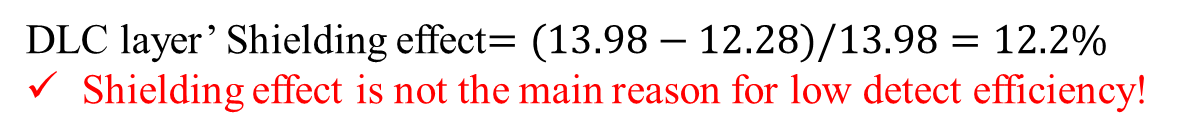 DLC layer’ Shielding effect= (13.98 − 12.28)/13.98 = 12.2%
✓ Shielding effect is not the main reason for low detect efficiency!